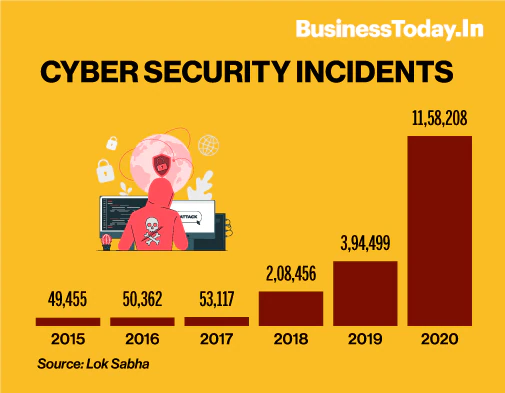 BusinessToday.In
CYBER SECURITY INCIDENTS
11,58,208
3,94,499
2,08,456
49,455 50,362 53,117
ATTACK
2015 2016 2017 2018 2019 2020
Source: Lok Sabha